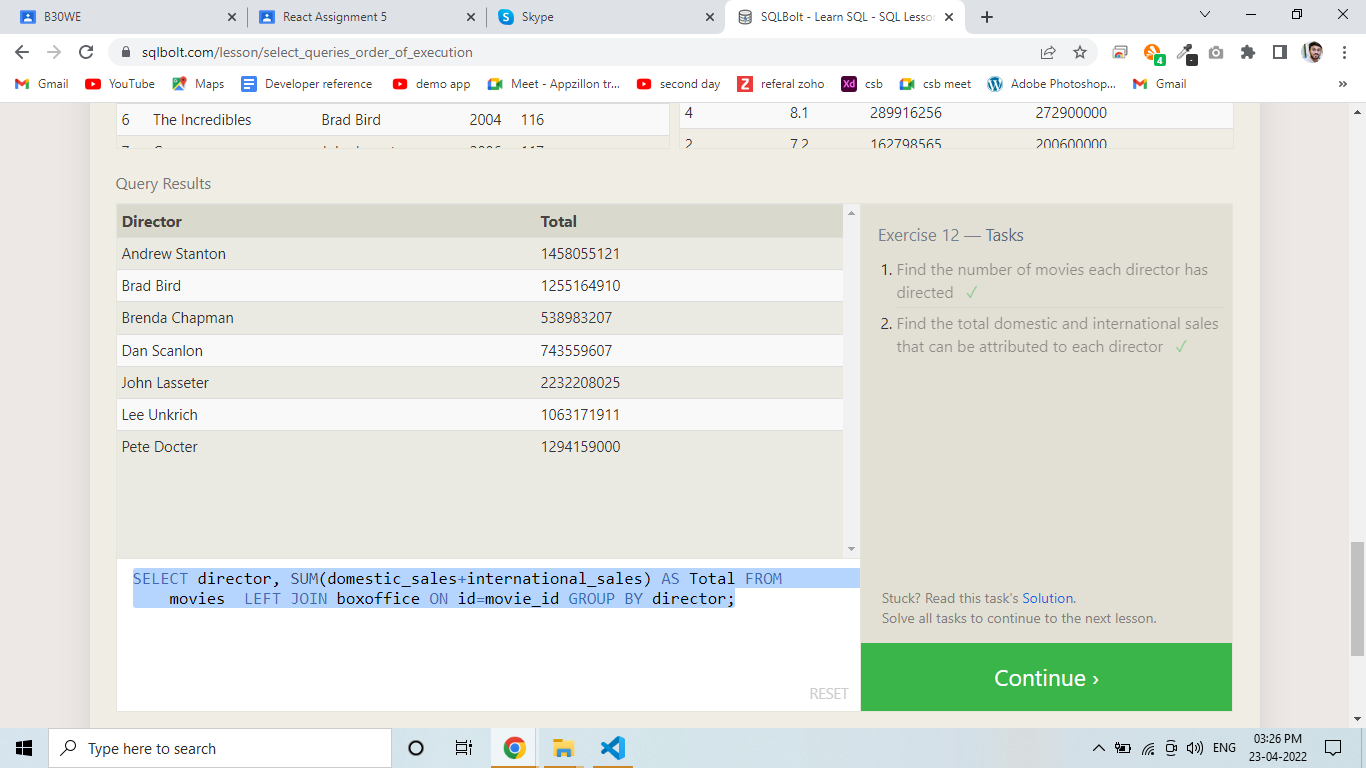 B30WE
React Assignment 5
Skype
SQLBolt - Learn SQL - SQL Lesso
sqlbolt.com/lesson/select_queries_order_of_execution
4
Gmail YouTube Maps Developer reference demo app Meet - Appzillon tr... second day Z referal zoho Xd csb csb meet Adobe Photoshop... Gmail »
6 The Incredibles Brad Bird 2004 116
4 8.1 289916256 272900000
2 7.2 162798565 200600000
Query Results
Director Total
Andrew Stanton 1458055121
Brad Bird 1255164910
Brenda Chapman 538983207
Dan Scanlon 743559607
John Lasseter 2232208025
Lee Unkrich 1063171911
Pete Docter 1294159000
Exercise 12 — Tasks
1. Find the number of movies each director has
directed ✓
2. Find the total domestic and international sales
that can be attributed to each director ✓
SELECT director, SUM(domestic_sales+international_sales) AS Total FROM
movies  LEFT JOIN boxoffice ON id=movie_id GROUP BY director;
RESET
Stuck? Read this task's Solution.
Solve all tasks to continue to the next lesson.
Continue ›
Type here to search
ENG
03:26 PM
23-04-2022